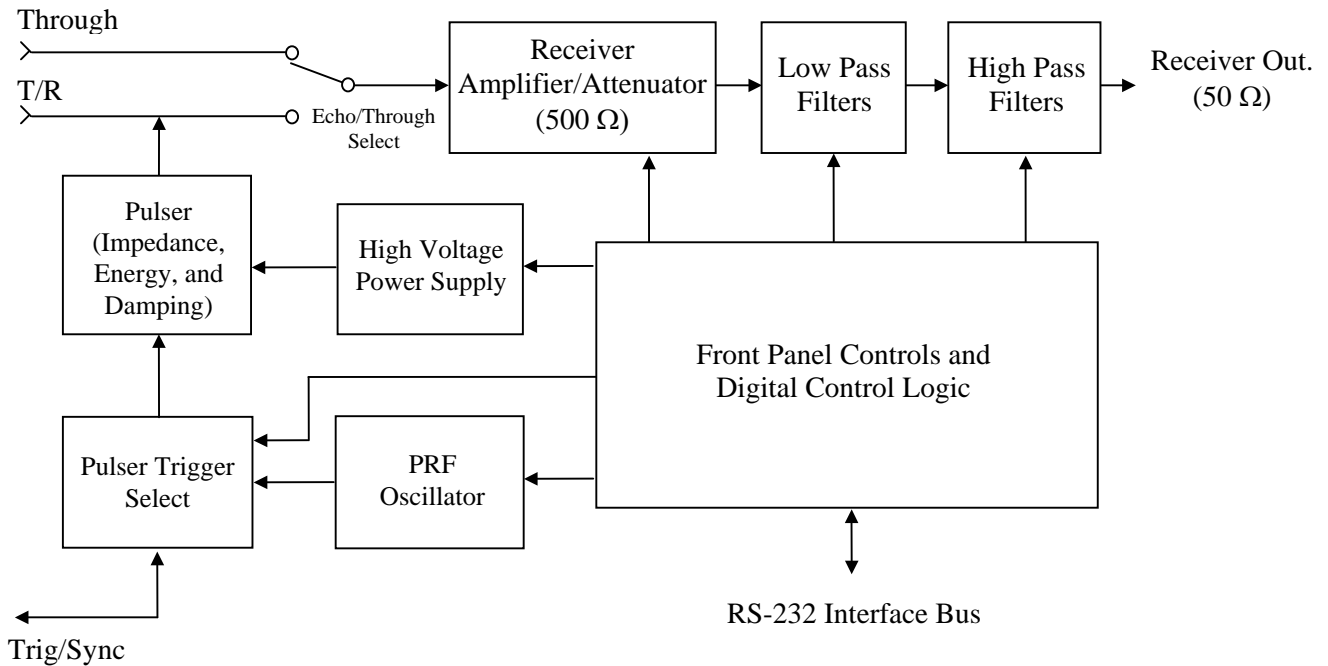 Through
T/R
Echo/Through
Select
Receiver
Amplifier/Attenuator
(500 Ω)
Low Pass
Filters
High Pass
Filters
Receiver Out.
(50 Ω)
Pulser
(Impedance,
Energy, and
Damping)
High Voltage
Power Supply
Front Panel Controls and
Digital Control Logic
Pulser Trigger
Select
PRF
Oscillator
RS-232 Interface Bus
Trig/Sync